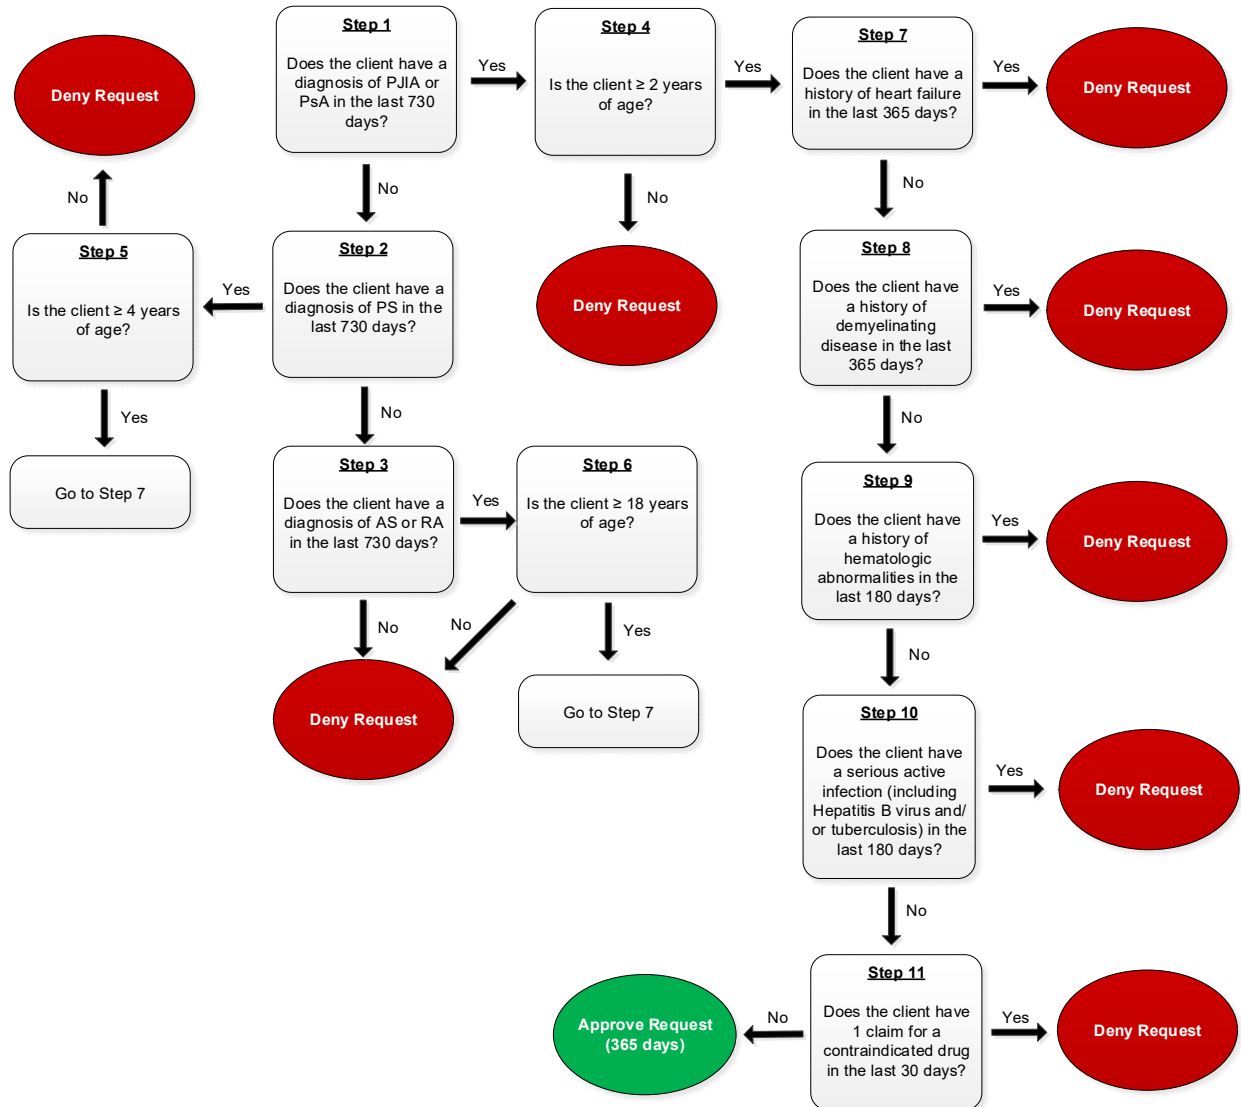 Step 1
Does the client have a
diagnosis of PJIA or
PsA in the last 730
days?
Yes
No
Step 4
Is the client ≥ 2 years
of age?
Yes
No
Deny Request
Step 7
Does the client have a
history of heart failure
in the last 365 days?
Yes
Deny Request
No
Deny Request
No
Step 5
Is the client ≥ 4 years
of age?
Yes
Go to Step 7
Yes
Step 2
Does the client have a
diagnosis of PS in the
last 730 days?
No
Step 8
Does the client have
a history of
demyelinating
disease in the last
365 days?
Yes
Deny Request
No
Step 3
Does the client have a
diagnosis of AS or RA
in the last 730 days?
Yes
No
Deny Request
Step 6
Is the client ≥ 18 years
of age?
No
Yes
Go to Step 7
Step 9
Does the client have
a history of
hematologic
abnormalities in the
last 180 days?
Yes
Deny Request
No
Step 10
Does the client have
a serious active
infection (including
Hepatitis B virus and/
or tuberculosis) in the
last 180 days?
Yes
Deny Request
No
Step 11
Does the client have
1 claim for a
contraindicated drug
in the last 30 days?
Yes
Deny Request
No
Approve Request
(365 days)